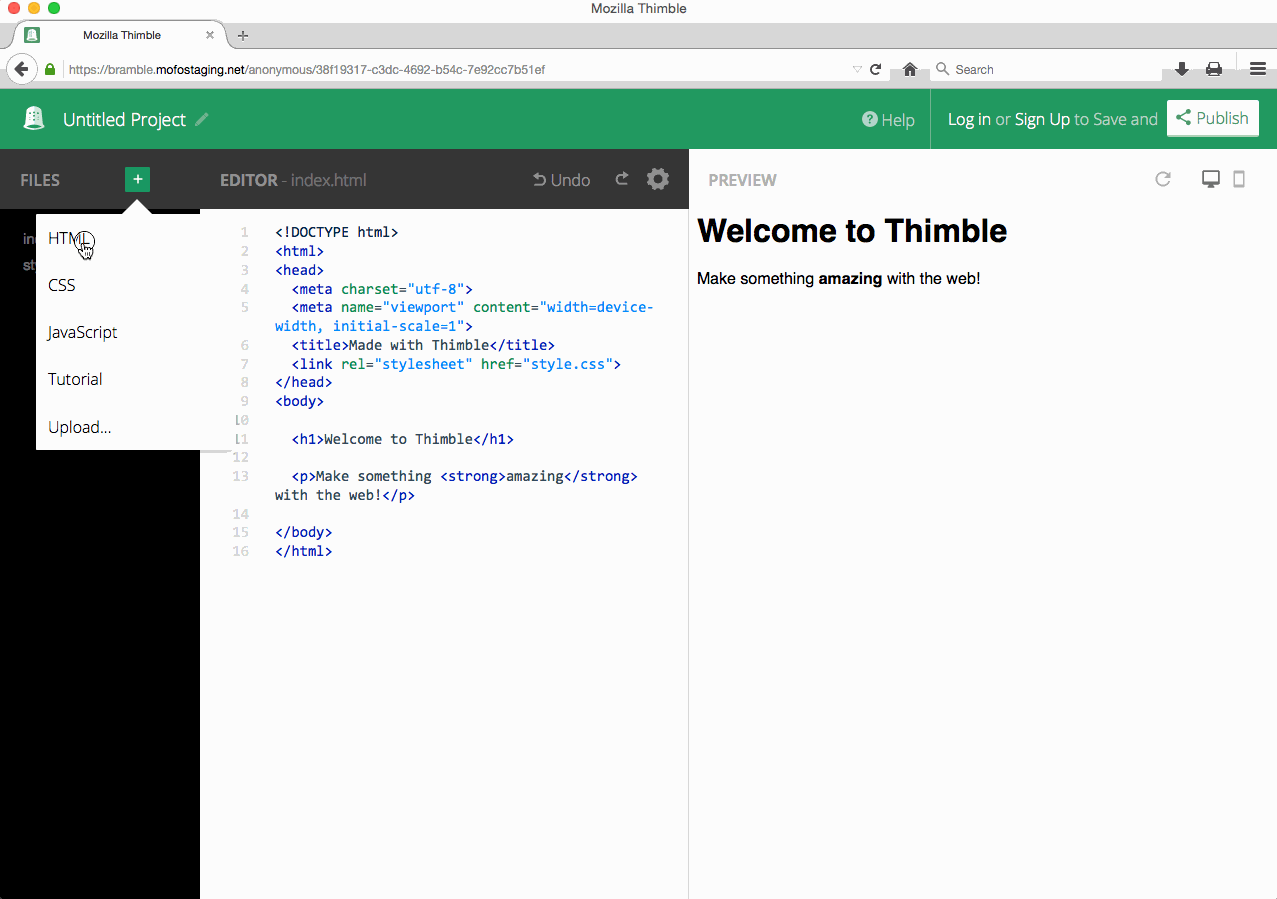 Mozilla Thimble
Mozilla Thimble
https://bramble.mofostaging.net/anonymous/38f19317-c3dc-4692-b54c-7e92cc7b51ef
Search
Untitled Project
? Help
Log in or Sign Up to Save and
Publish
FILES
+
EDITOR - index.html
Undo
PREVIEW
in
st
HTML
CSS
JavaScript
Tutorial
Upload...
1 <!DOCTYPE html>
2 <html>
3 <head>
4 <meta charset="utf-8">
5 <meta name="viewport" content="width=device-
width, initial-scale=1">
6 <title>Made with Thimble</title>
7 <link rel="stylesheet" href="style.css">
8 </head>
9 <body>
10
11 <h1>Welcome to Thimble</h1>
12
13 <p>Make something <strong>amazing</strong>
with the web!</p>
14
15 </body>
16 </html>
Welcome to Thimble
Make something amazing with the web!